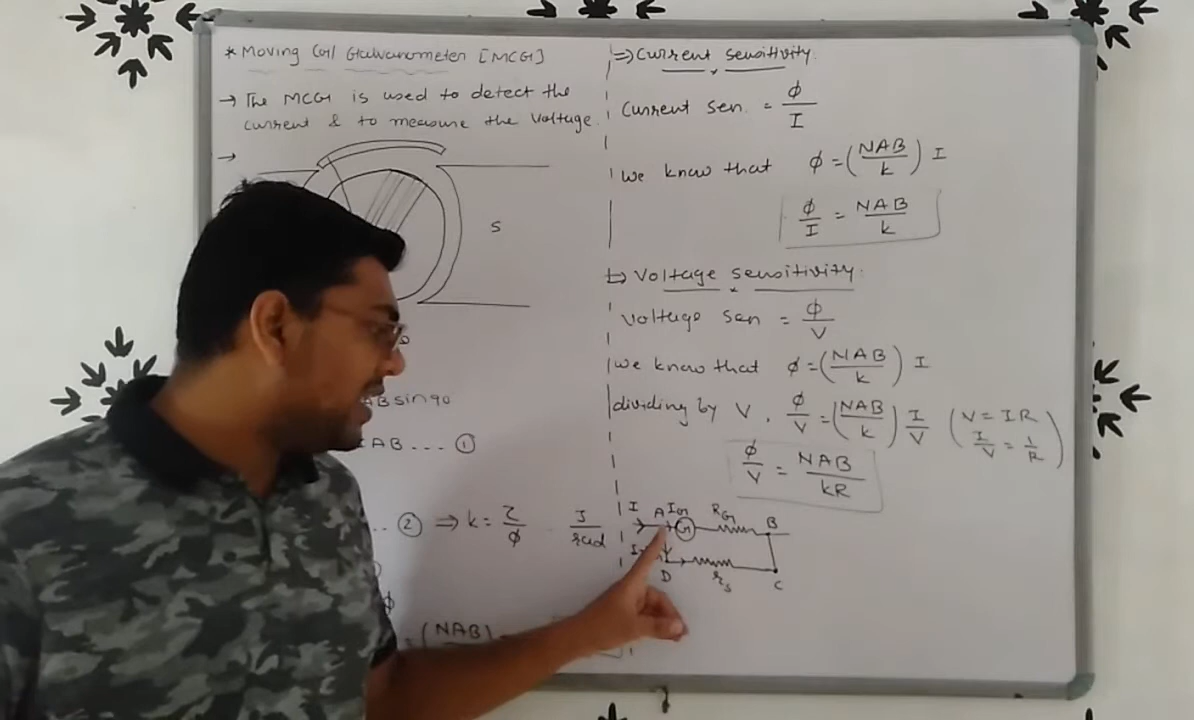 * Moving Coil Galvanometer [MCG]
→ The MCG is used to detect the
current & to measure the voltage.
→
S
ABsin90
IAB ... ①
.. ② ⇒ k = τ/φ J/rad
(NAB
⇒ Current sensitivity:
Current sen. = φ/I
we know that φ = (NAB/k) I
φ/I = NAB/k
↳ Voltage sensitivity:
Voltage sen = φ/V
we know that φ = (NAB/k) I
dividing by V, φ/V = (NAB/k) I/V (V = IR
I/V = 1/R)
φ/V = NAB/kR
I A IG G RG B
D rs C